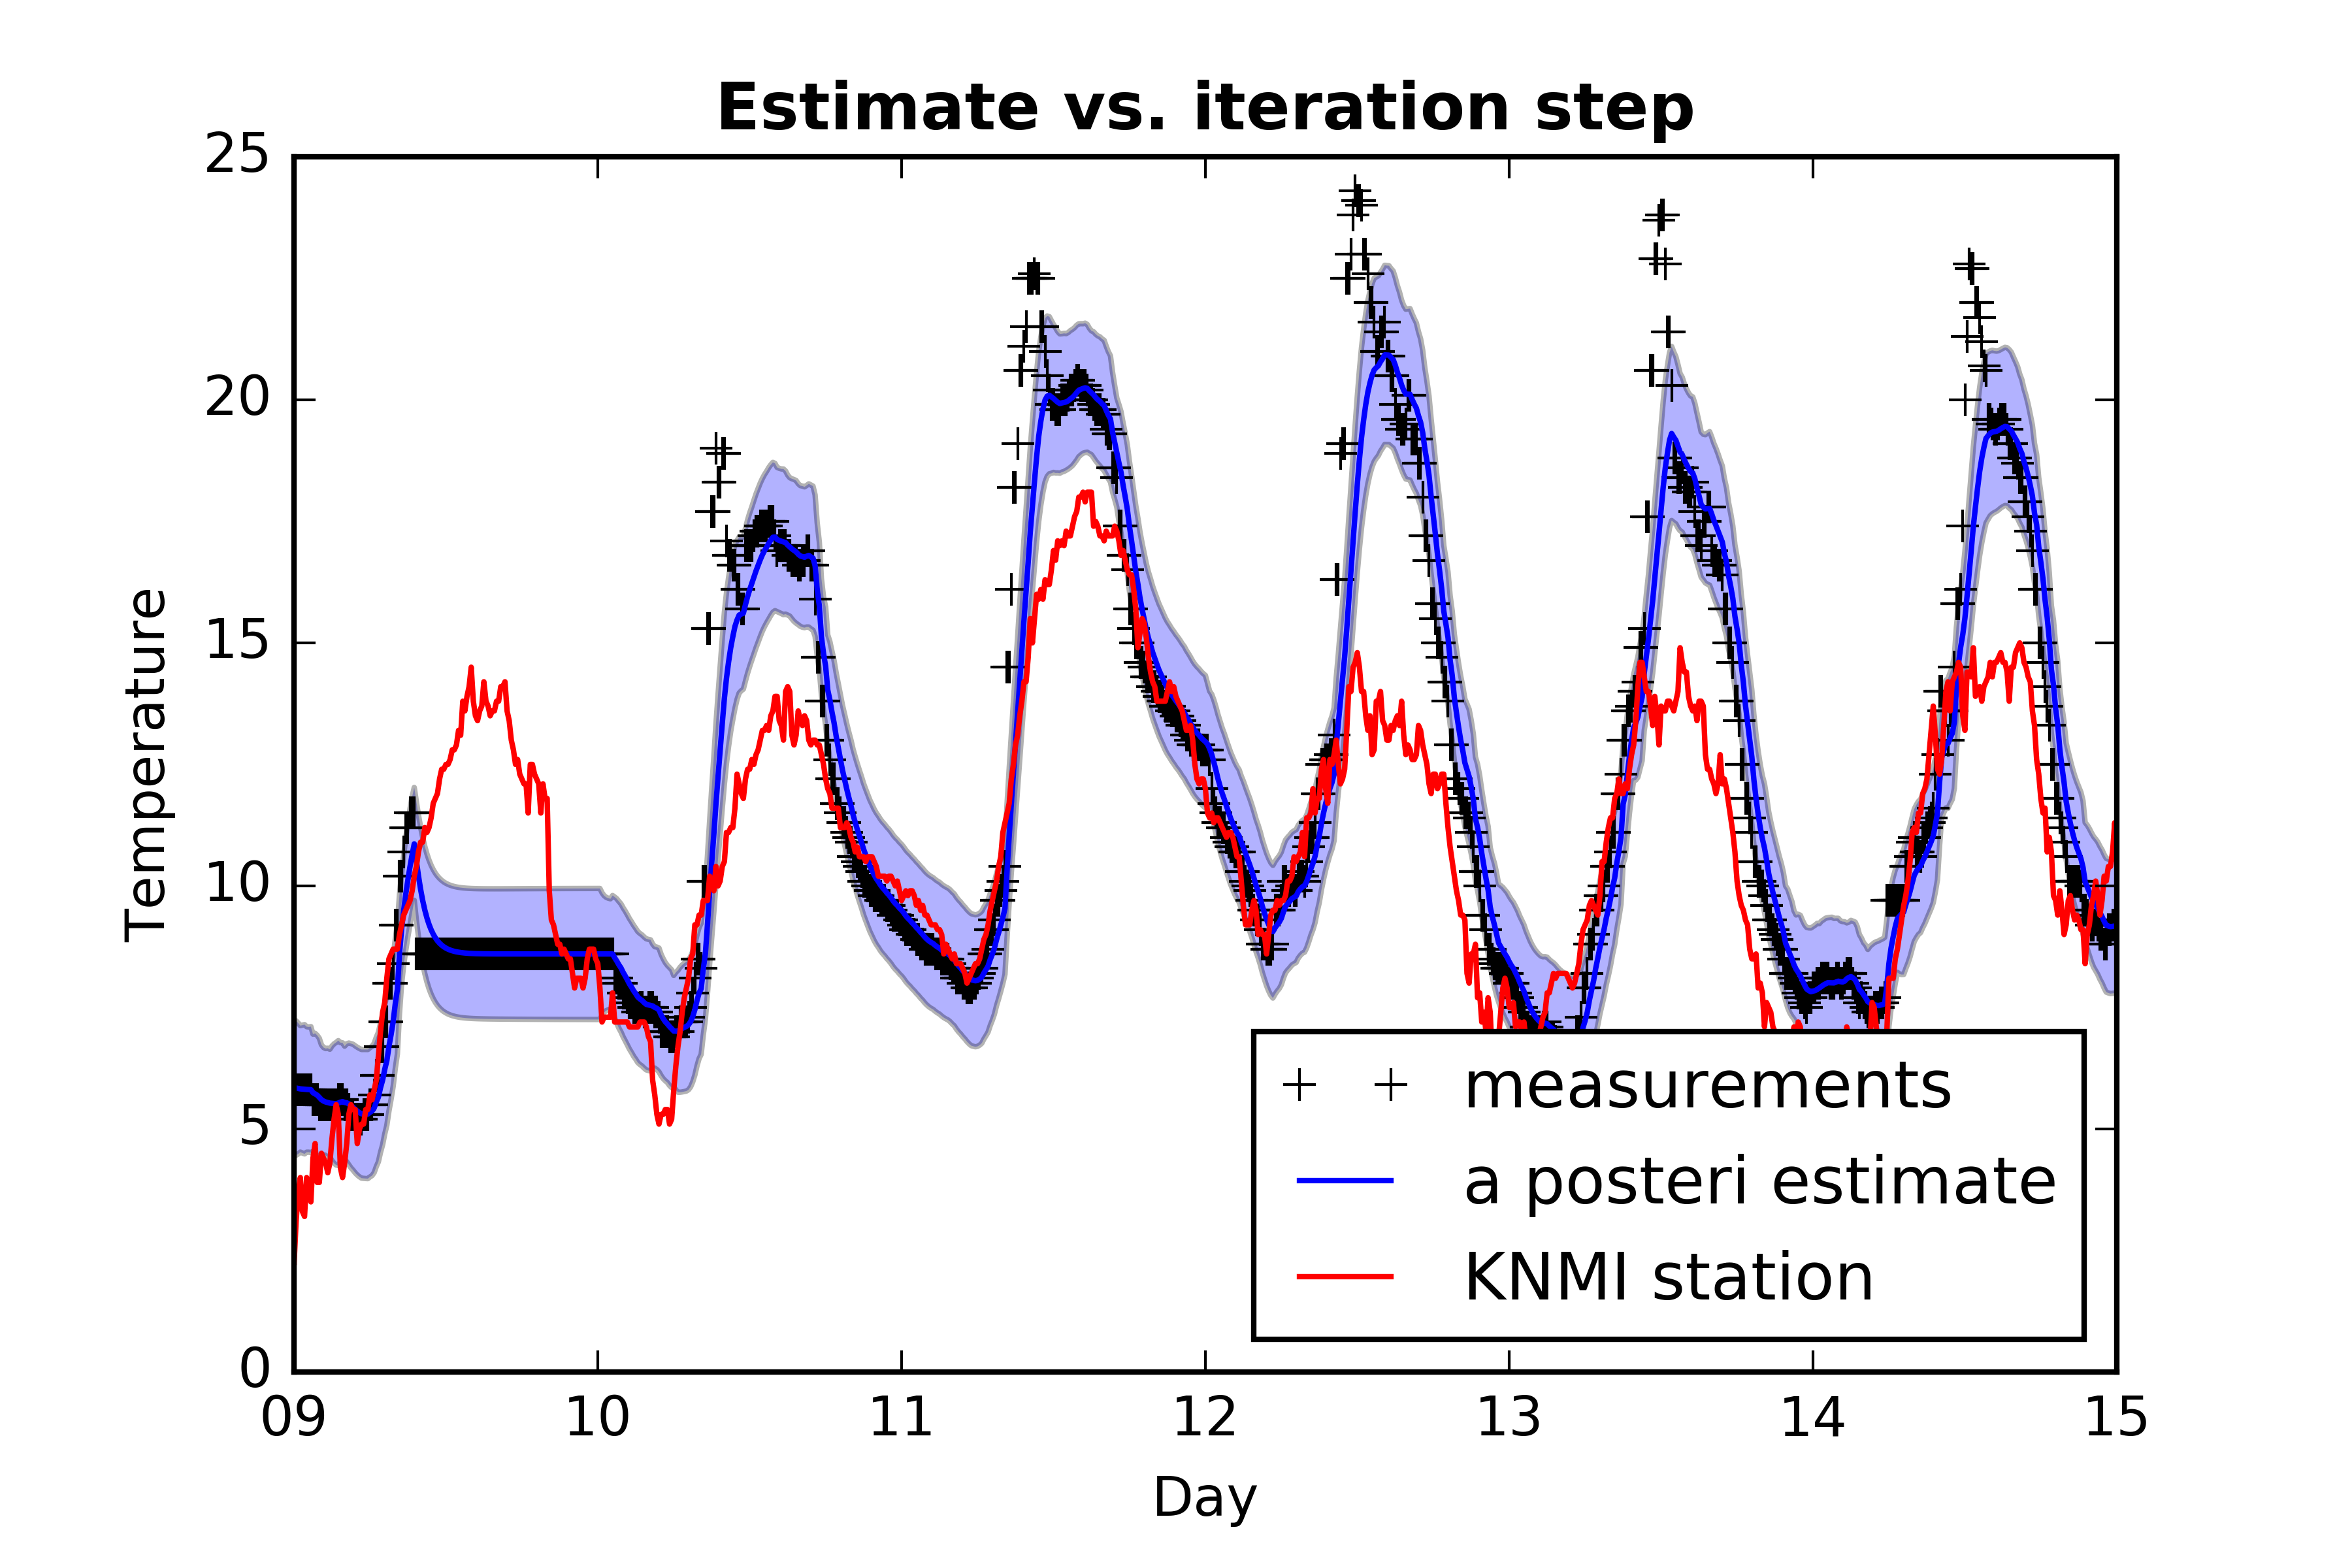 Estimate vs. iteration step
25
20
15
10
5
0
Temperature
09 10 11 12 13 14 15
Day
measurements
a posteri estimate
KNMI station